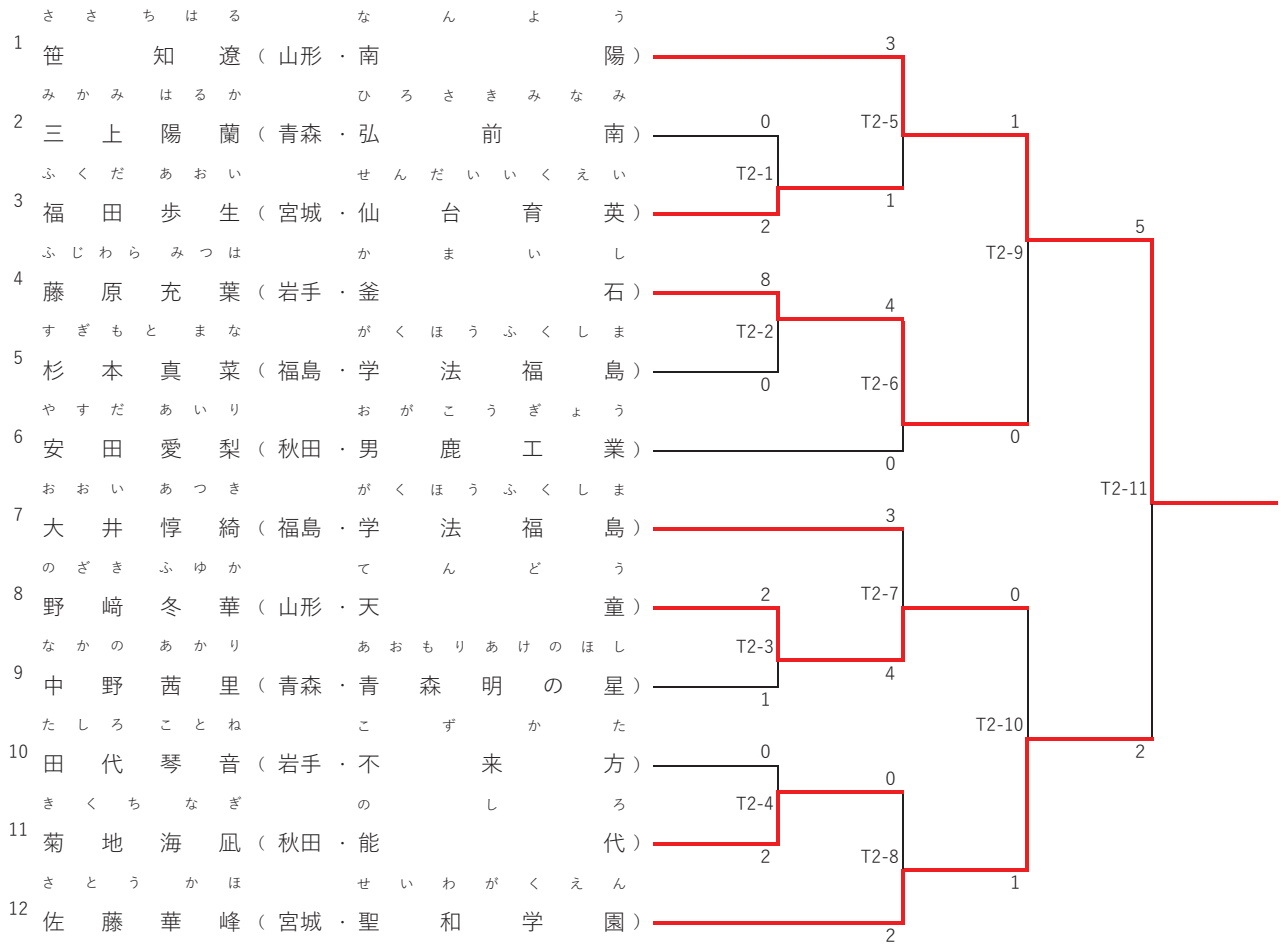 ささ ちはる なんよう
1 笹 知遼(山形・南陽)
みかみ はるか ひろさきみなみ
2 三上陽蘭(青森・弘前南)
ふくだ あおい せんだいいくえい
3 福田歩生(宮城・仙台育英)
ふじわら みつは かまいし
4 藤原充葉(岩手・釜石)
すぎもと まな がくほうふくしま
5 杉本真菜(福島・学法福島)
やすだ あいり おがこうぎょう
6 安田愛梨(秋田・男鹿工業)
おおい あつき がくほうふくしま
7 大井惇綺(福島・学法福島)
のざき ふゆか てんどう
8 野﨑冬華(山形・天童)
なかの あかり あおもりあけのほし
9 中野茜里(青森・青森明の星)
たしろ ことね こずかた
10 田代琴音(岩手・不来方)
きくち なぎ のしろ
11 菊地海凪(秋田・能代)
さとう かほ せいわがくえん
12 佐藤華峰(宮城・聖和学園)
0
T2-1
2
8
T2-2
0
2
T2-3
1
0
T2-4
2
3
T2-5
1
4
T2-6
0
3
T2-7
4
0
T2-8
2
1
T2-9
0
0
T2-10
1
5
T2-11
2